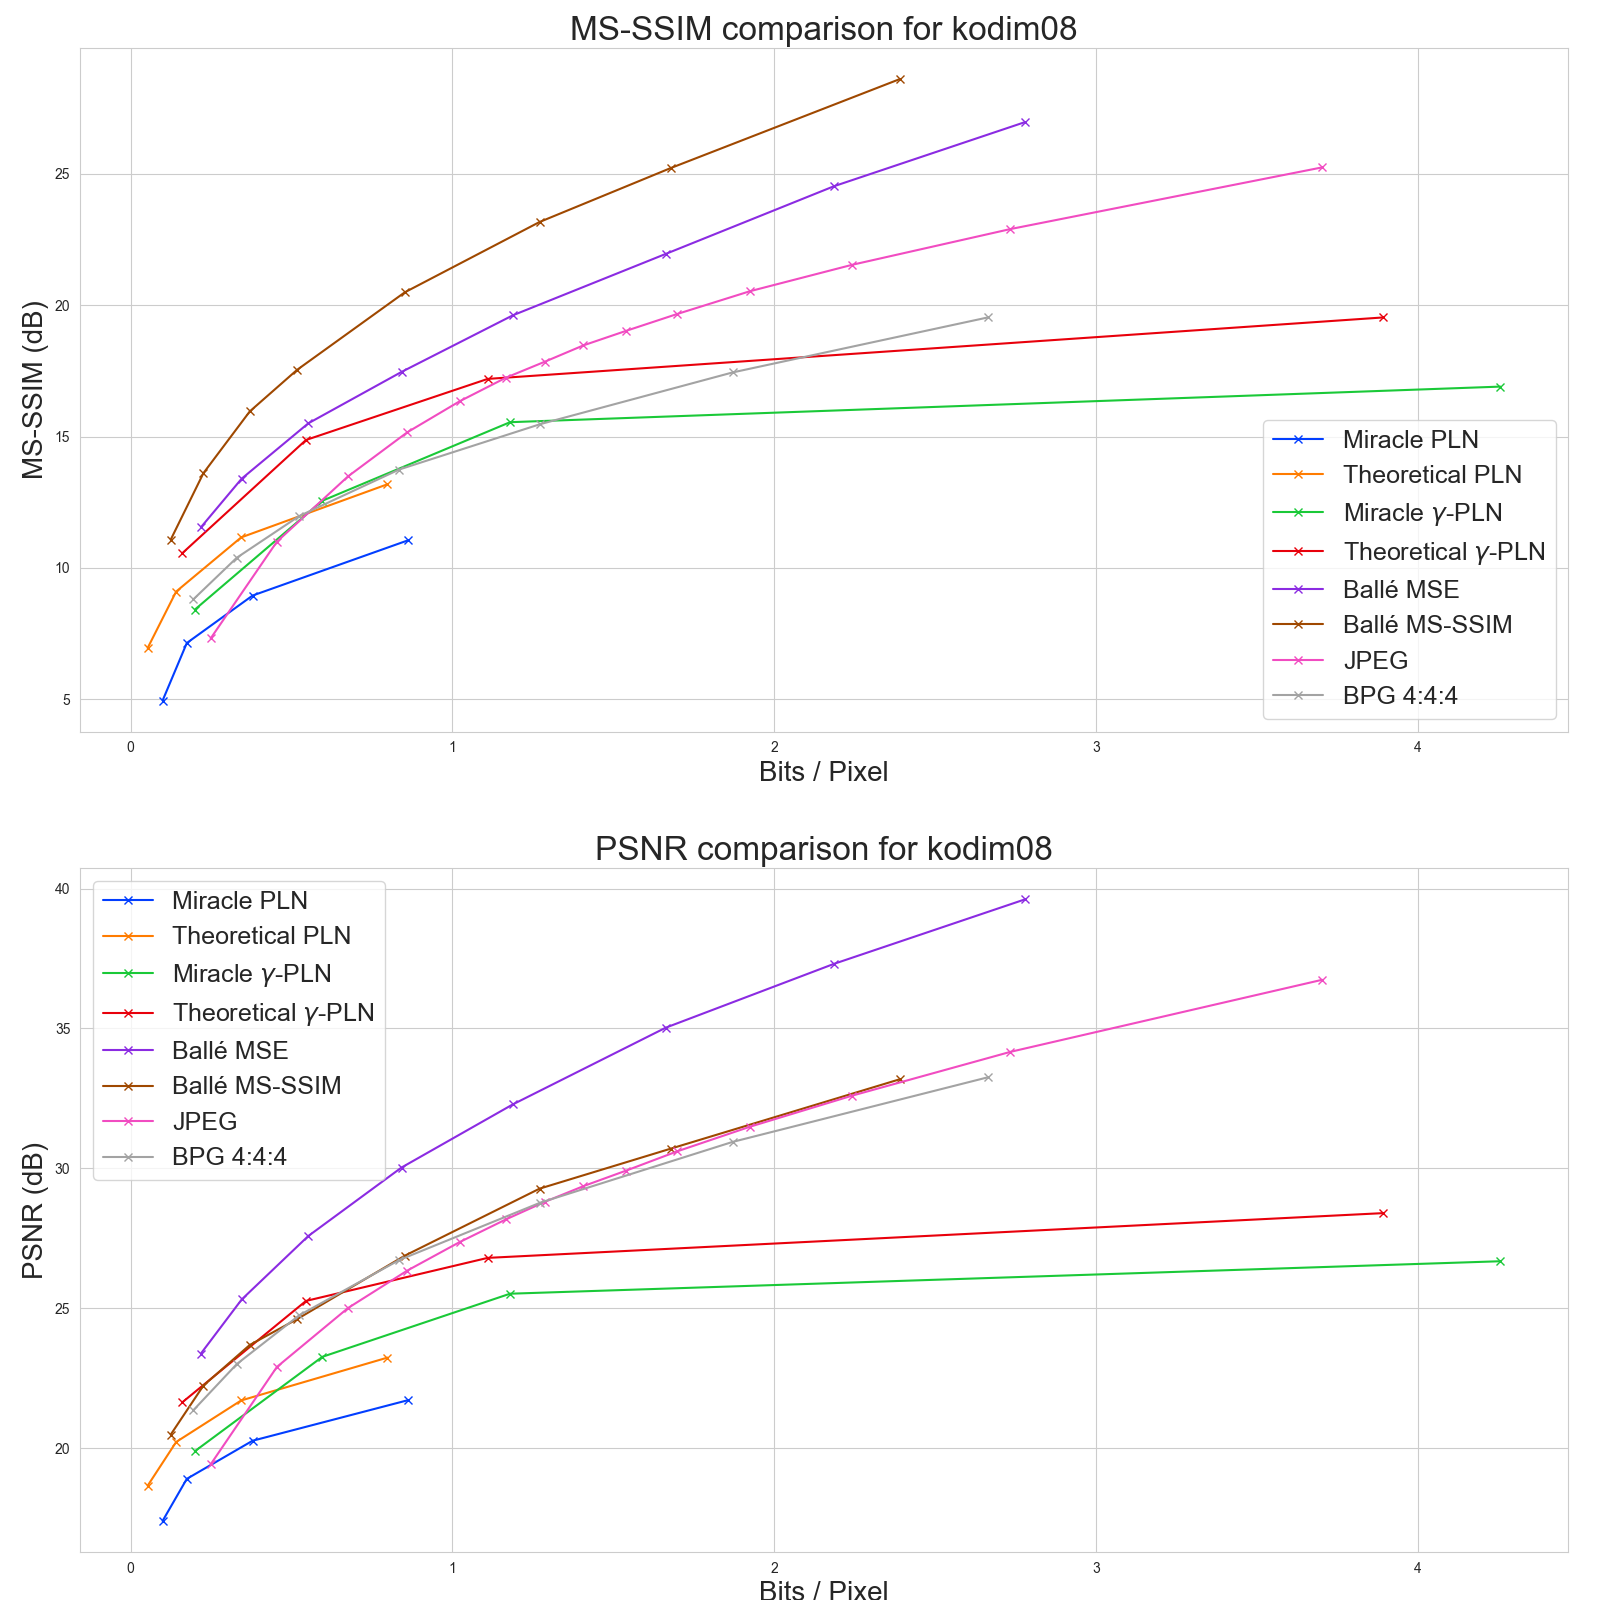 MS-SSIM comparison for kodim08
MS-SSIM (dB)
25
20
15
10
5
Miracle PLN
Theoretical PLN
Miracle γ-PLN
Theoretical γ-PLN
Ballé MSE
Ballé MS-SSIM
JPEG
BPG 4:4:4
0 1 2 3 4
Bits / Pixel
PSNR comparison for kodim08
PSNR (dB)
40
35
30
25
20
Miracle PLN
Theoretical PLN
Miracle γ-PLN
Theoretical γ-PLN
Ballé MSE
Ballé MS-SSIM
JPEG
BPG 4:4:4
0 1 2 3 4
Bits / Pixel